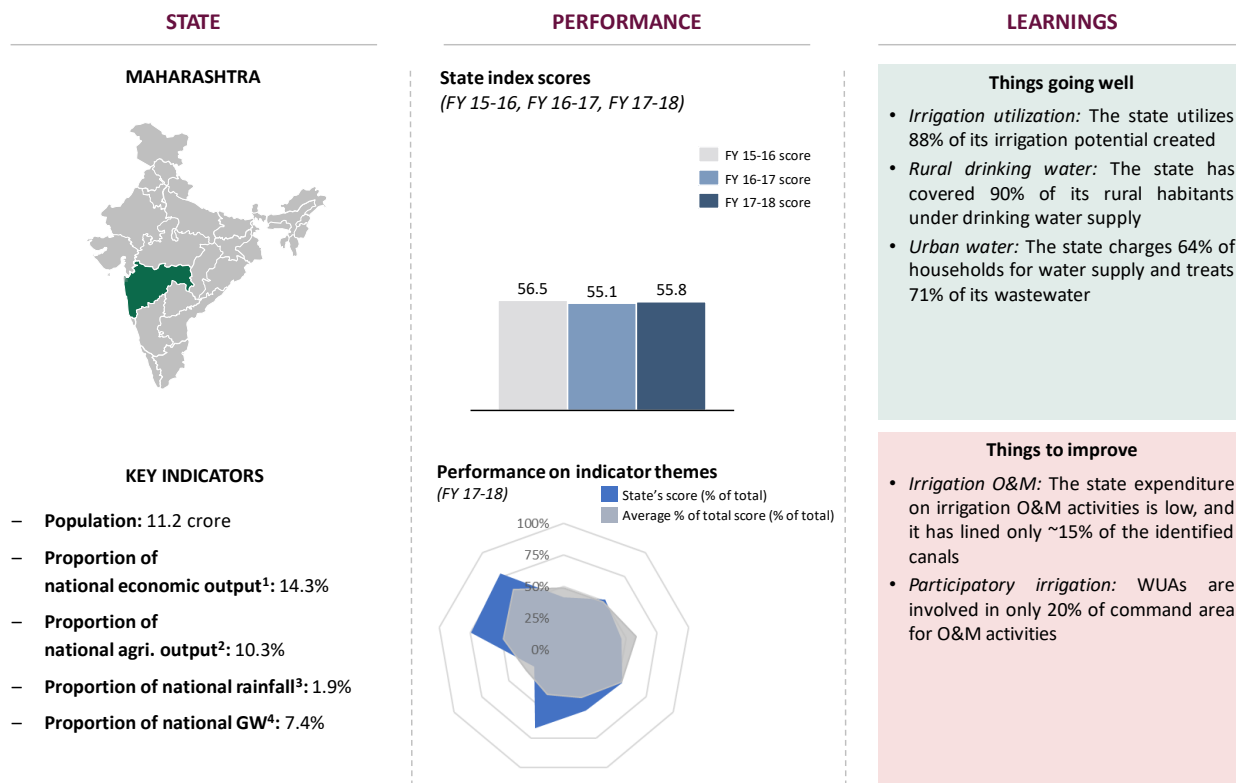 STATE
MAHARASHTRA
KEY INDICATORS
– Population: 11.2 crore
– Proportion of
national economic output¹: 14.3%
– Proportion of
national agri. output²: 10.3%
– Proportion of national rainfall³: 1.9%
– Proportion of national GW⁴: 7.4%
PERFORMANCE
State index scores
(FY 15-16, FY 16-17, FY 17-18)
FY 15-16 score
FY 16-17 score
FY 17-18 score
56.5 55.1 55.8
Performance on indicator themes
(FY 17-18)
State's score (% of total)
Average % of total score (% of total)
100%
75%
50%
25%
0%
LEARNINGS
Things going well
• Irrigation utilization: The state utilizes
88% of its irrigation potential created
• Rural drinking water: The state has
covered 90% of its rural habitants
under drinking water supply
• Urban water: The state charges 64% of
households for water supply and treats
71% of its wastewater
Things to improve
• Irrigation O&M: The state expenditure
on irrigation O&M activities is low, and
it has lined only ~15% of the identified
canals
• Participatory irrigation: WUAs are
involved in only 20% of command area
for O&M activities